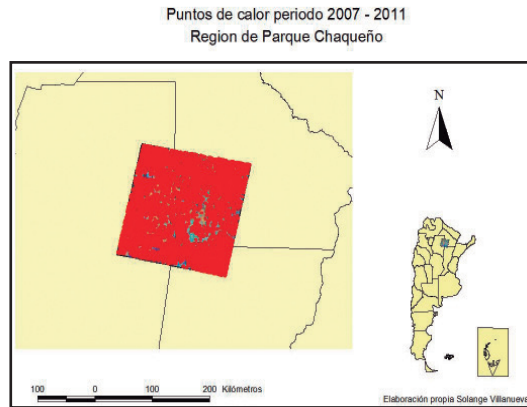 Puntos de calor periodo 2007 - 2011
Region de Parque Chaqueño
N
100 0 100 200 Kilómetros
Elaboración propia Solange Villanueva